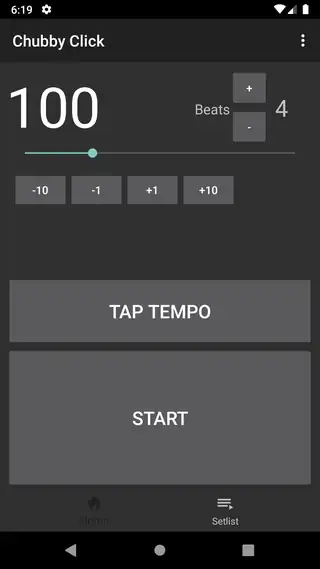 6:19
Chubby Click
100
Beats
+
-
4
-10 -1 +1 +10
TAP TEMPO
START
Setlist